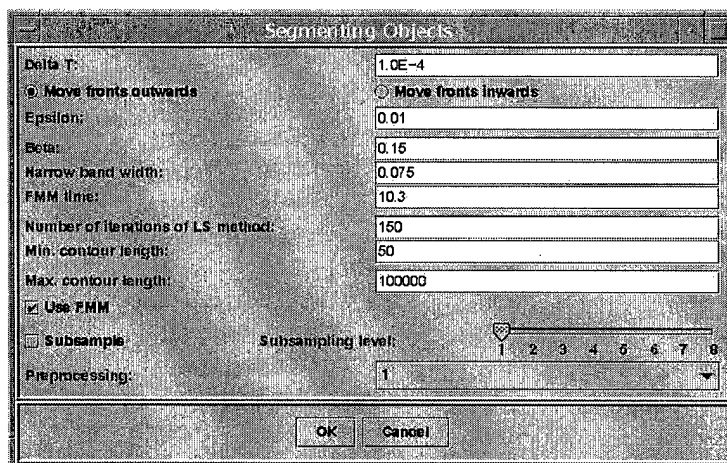 Segmenting Objects
Delta T: 1.0E-4
Move fronts outwards Move fronts inwards
Epsilon: 0.01
Beta: 0.15
Narrow band width: 0.075
FMM time: 10.3
Number of iterations of LS method: 150
Min. contour length: 50
Max. contour length: 100000
Use FMM
Subsample Subsampling level:
1 2 3 4 5 6 7 8
Preprocessing: 1
OK Cancel